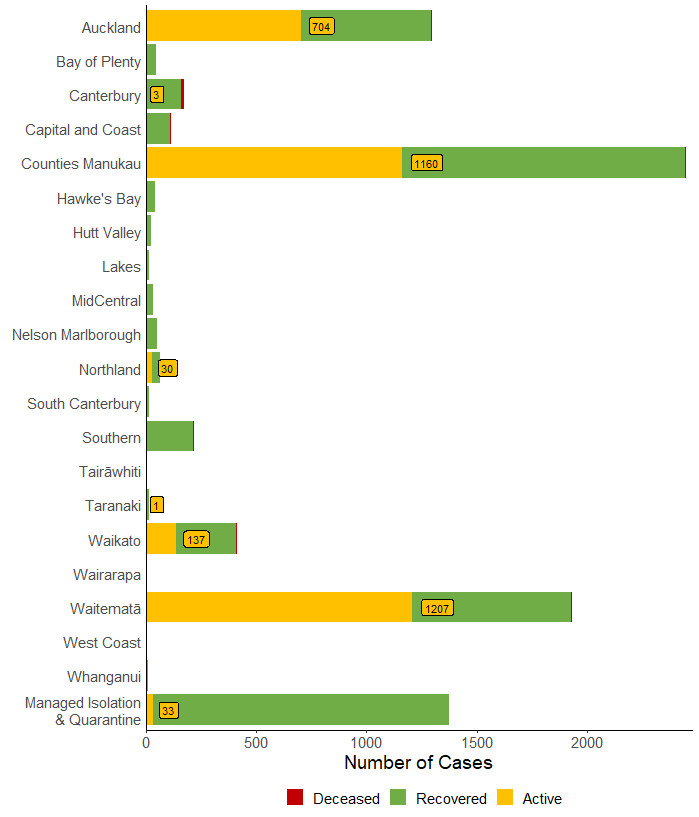 Auckland 704
Bay of Plenty
Canterbury 3
Capital and Coast
Counties Manukau 1160
Hawke's Bay
Hutt Valley
Lakes
MidCentral
Nelson Marlborough
Northland 30
South Canterbury
Southern
Tairāwhiti
Taranaki 1
Waikato 137
Wairarapa
Waitematā 1207
West Coast
Whanganui
Managed Isolation
& Quarantine 33
0 500 1000 1500 2000
Number of Cases
Deceased Recovered Active